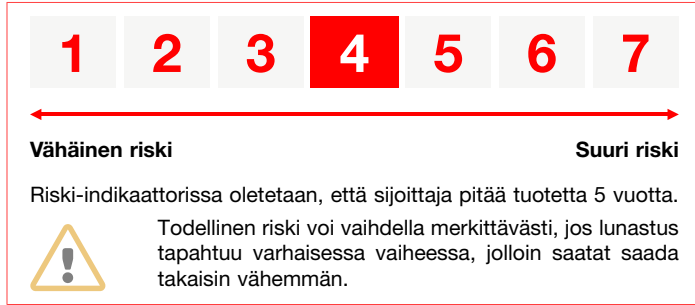 1 2 3 4 5 6 7
Vähäinen riski Suuri riski
Riski-indikaattorissa oletetaan, että sijoittaja pitää tuotetta 5 vuotta.
Todellinen riski voi vaihdella merkittävästi, jos lunastus
tapahtuu varhaisessa vaiheessa, jolloin saatat saada
takaisin vähemmän.